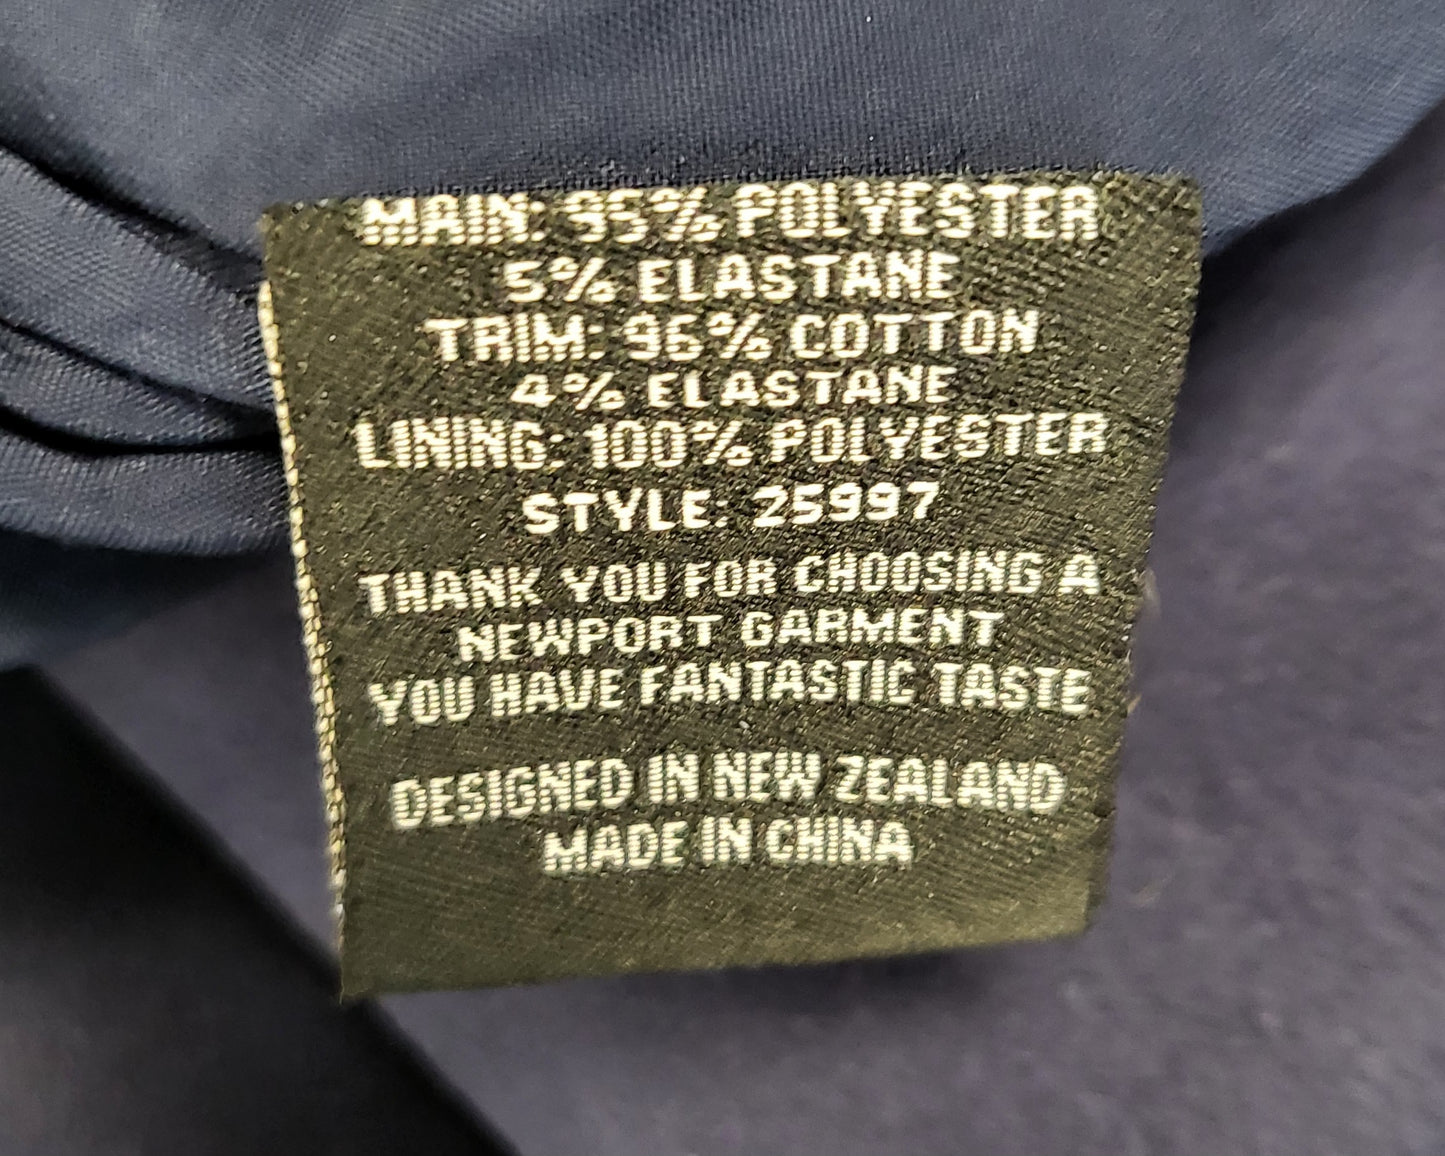 MAIN: 95% POLYESTER
5% ELASTANE
TRIM: 96% COTTON
4% ELASTANE
LINING: 100% POLYESTER
STYLE: 25997
THANK YOU FOR CHOOSING A
NEWPORT GARMENT
YOU HAVE FANTASTIC TASTE
DESIGNED IN NEW ZEALAND
MADE IN CHINA